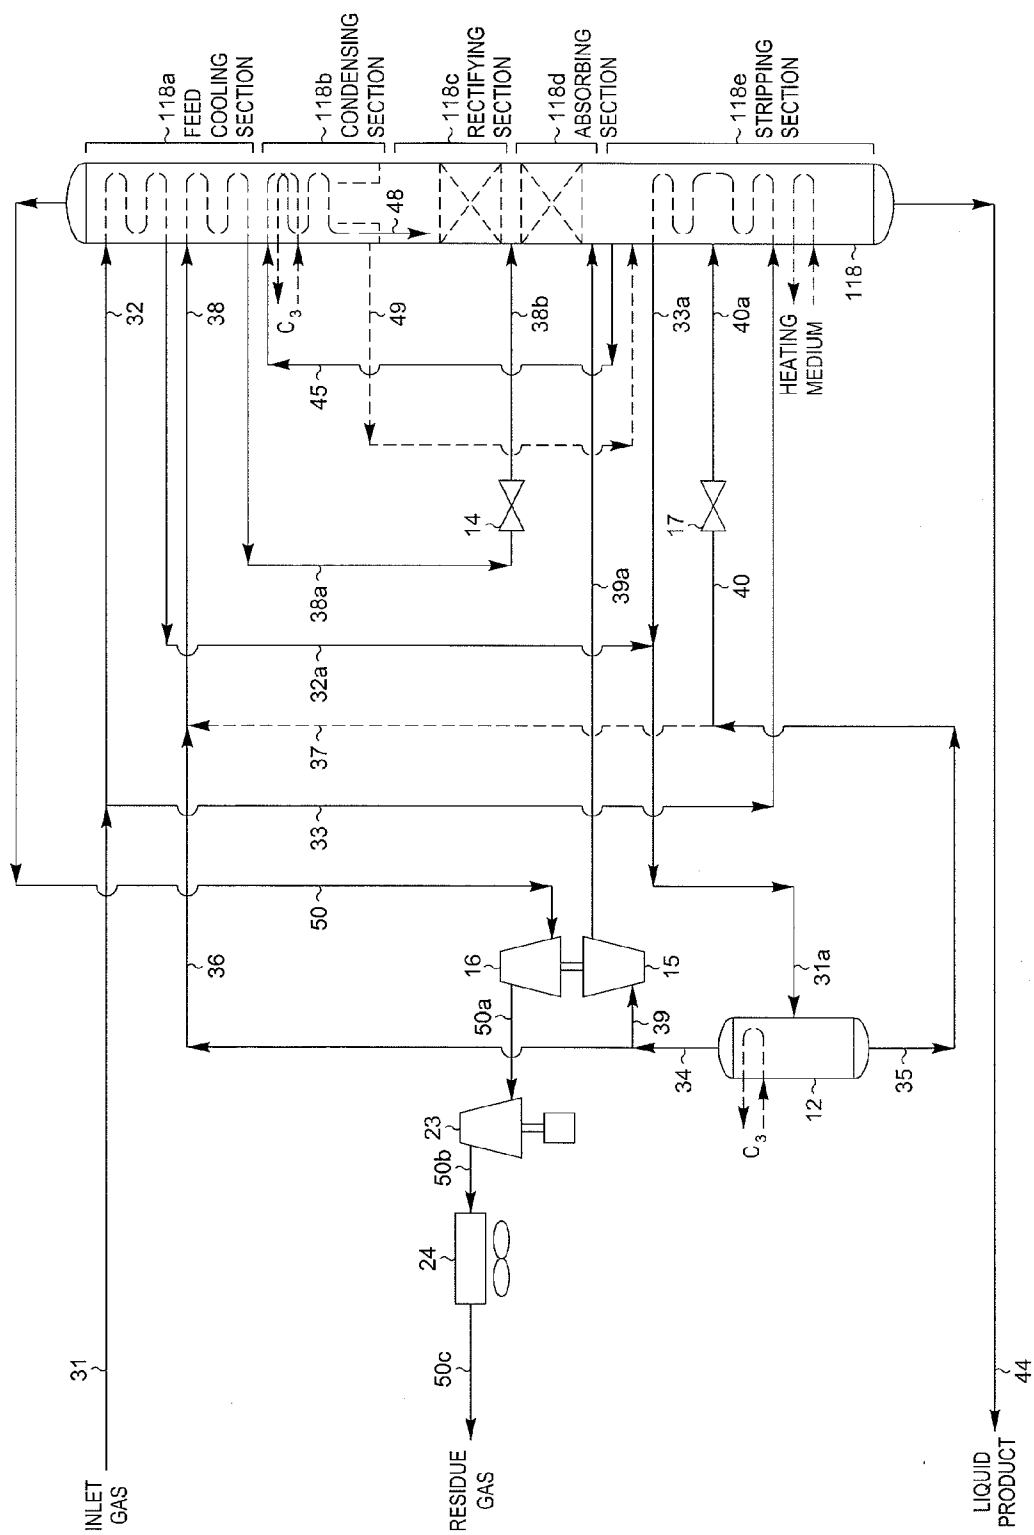 INLET
GAS
31
RESIDUE
GAS
50c
24
50b
23
50a
16
15
50
36
33
37
32a
38a
32
38
45
49
48
C3
38b
14
39a
39
34
C3
12
35
31a
33a
40a
17
40
HEATING
MEDIUM
118
118a
FEED
COOLING
SECTION
118b
CONDENSING
SECTION
118c
RECTIFYING
SECTION
118d
ABSORBING
SECTION
118e
STRIPPING
SECTION
LIQUID
PRODUCT
44